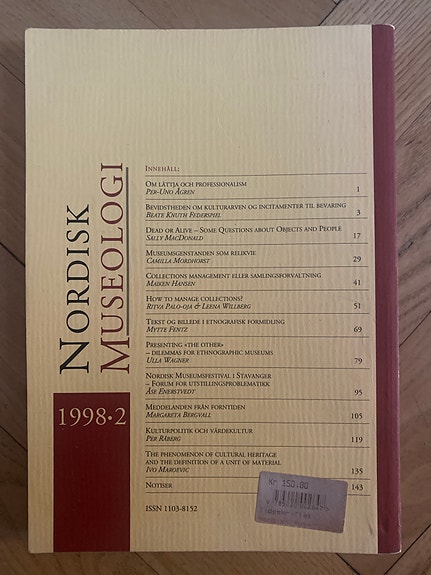 NORDISK
MUSEOLOGI
1998·2
INNEHÅLL:
OM LÄTTJA OCH PROFESSIONALISM
PER-UNO ÅGREN 1
BEVIDSTHEDEN OM KULTURARVEN OG INCITAMENTER TIL BEVARING
BEATE KNUTH FEDERSPIEL 3
DEAD OR ALIVE – SOME QUESTIONS ABOUT OBJECTS AND PEOPLE
SALLY MACDONALD 17
MUSEUMSGENSTANDEN SOM RELIKVIE
CAMILLA MORDHORST 29
COLLECTIONS MANAGEMENT ELLER SAMLINGSFORVALTNING
MAIKEN HANSEN 41
HOW TO MANAGE COLLECTIONS?
RITVA PALO-OJA & LEENA WILLBERG 51
TEKST OG BILLEDE I ETNOGRAFISK FORMIDLING
MYTTE FENTZ 69
PRESENTING «THE OTHER»
– DILEMMAS FOR ETHNOGRAPHIC MUSEUMS
ULLA WAGNER 79
NORDISK MUSEUMSFESTIVAL I STAVANGER
– FORUM FOR UTSTILLINGSPROBLEMATIKK
ÅSE ENERSTVEDT 95
MEDDELANDEN FRÅN FORNTIDEN
MARGARETA BERGVALL 105
KULTURPOLITIK OCH VÄRDEKULTUR
PER RÅBERG 119
THE PHENOMENON OF CULTURAL HERITAGE
AND THE DEFINITION OF A UNIT OF MATERIAL
IVO MAROEVIC 135
NOTISER 143
ISSN 1103-8152
Kr 150.00